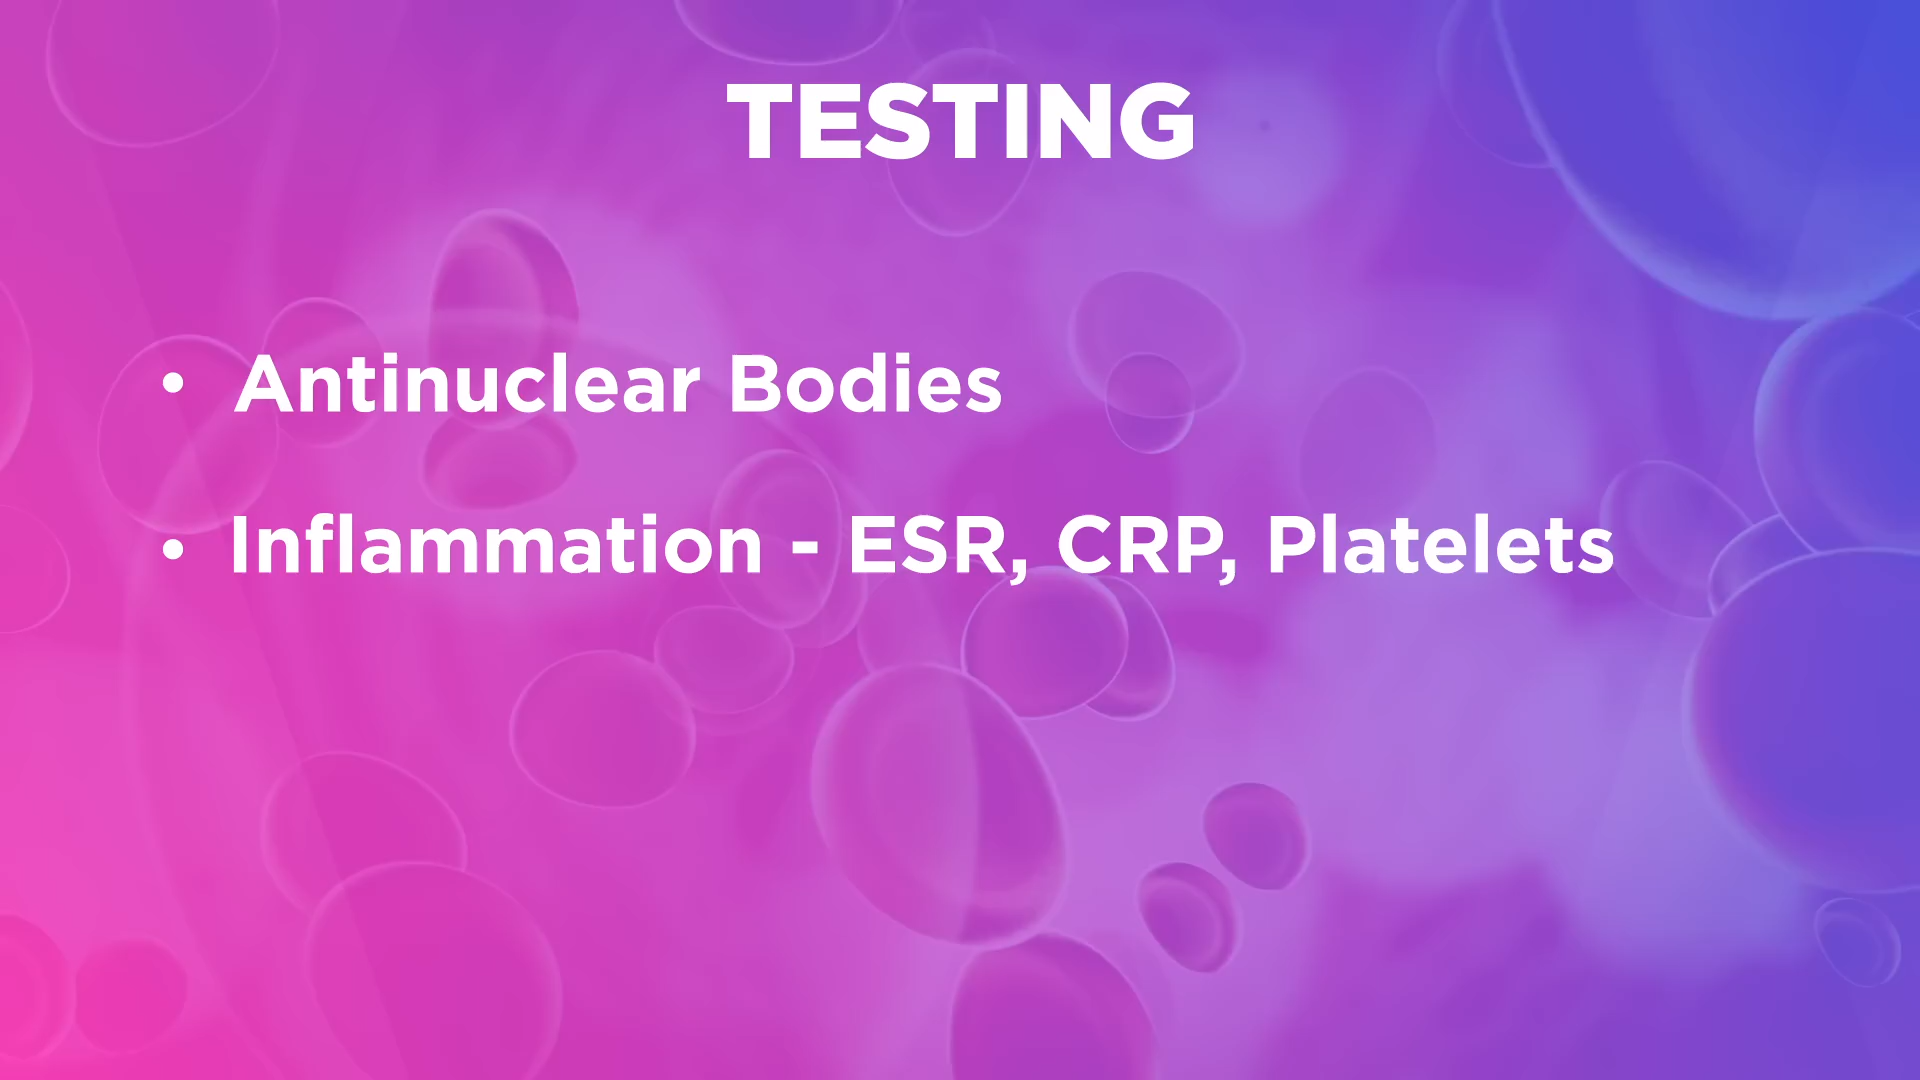 TESTING
• Antinuclear Bodies
• Inflammation - ESR, CRP, Platelets